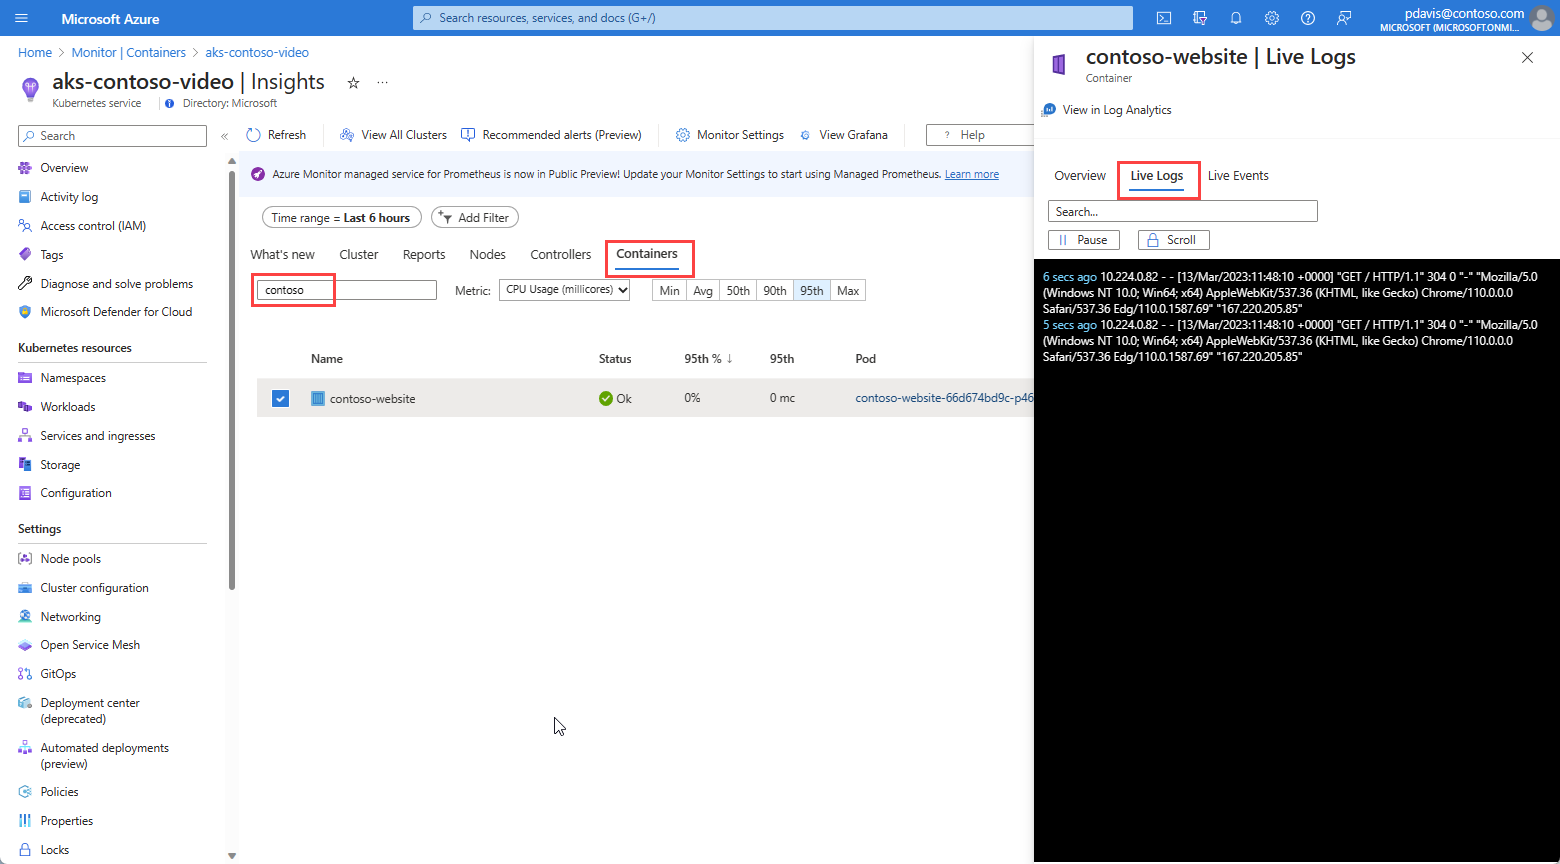 Microsoft Azure
Search resources, services, and docs (G+/)
pdavis@contoso.com
MICROSOFT (MICROSOFT.ONMI...
Home > Monitor | Containers > aks-contoso-video
aks-contoso-video | Insights
Kubernetes service
Directory: Microsoft
Search
Overview
Activity log
Access control (IAM)
Tags
Diagnose and solve problems
Microsoft Defender for Cloud
Kubernetes resources
Namespaces
Workloads
Services and ingresses
Storage
Configuration
Settings
Node pools
Cluster configuration
Networking
Open Service Mesh
GitOps
Deployment center
(deprecated)
Automated deployments
(preview)
Policies
Properties
Locks
Refresh
View All Clusters
Recommended alerts (Preview)
Monitor Settings
View Grafana
? Help
Azure Monitor managed service for Prometheus is now in Public Preview! Update your Monitor Settings to start using Managed Prometheus. Learn more
Time range = Last 6 hours
Add Filter
What's new
Cluster
Reports
Nodes
Controllers
Containers
contoso
Metric:
CPU Usage (millicores)
Min
Avg
50th
90th
95th
Max
Name
Status
95th % ↓
95th
Pod
contoso-website
Ok
0%
0 mc
contoso-website-66d674bd9c-p46
contoso-website | Live Logs
Container
View in Log Analytics
Overview
Live Logs
Live Events
Search...
Pause
Scroll
6 secs ago 10.224.0.82 - - [13/Mar/2023:11:48:10 +0000] "GET / HTTP/1.1" 304 0 "-" "Mozilla/5.0
(Windows NT 10.0; Win64; x64) AppleWebKit/537.36 (KHTML, like Gecko) Chrome/110.0.0.0
Safari/537.36 Edg/110.0.1587.69" "167.220.205.85"
5 secs ago 10.224.0.82 - - [13/Mar/2023:11:48:10 +0000] "GET / HTTP/1.1" 304 0 "-" "Mozilla/5.0
(Windows NT 10.0; Win64; x64) AppleWebKit/537.36 (KHTML, like Gecko) Chrome/110.0.0.0
Safari/537.36 Edg/110.0.1587.69" "167.220.205.85"